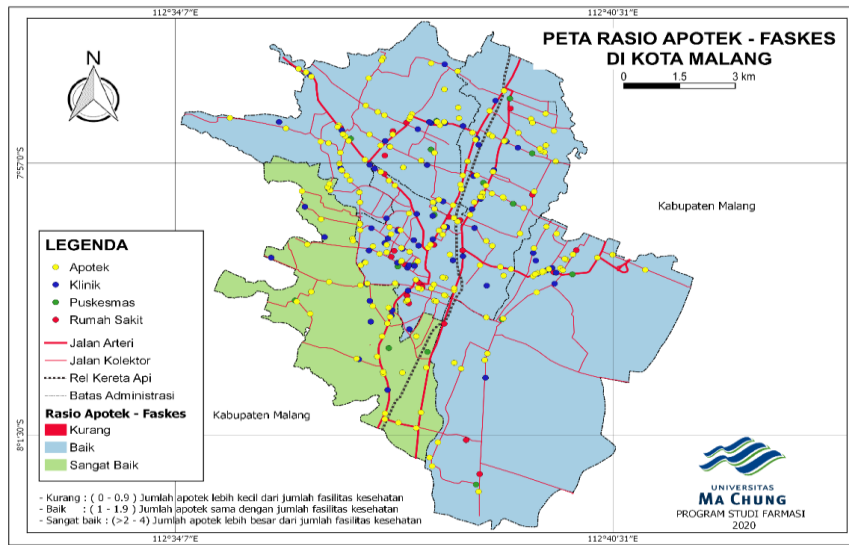 112°34'7"E
112°40'31"E
PETA RASIO APOTEK - FASKES
DI KOTA MALANG
0 1.5 3 km
N
7°57'0"S
Kabupaten Malang
LEGENDA
Apotek
Klinik
Puskesmas
Rumah Sakit
Jalan Arteri
Jalan Kolektor
Rel Kereta Api
Batas Administrasi
Rasio Apotek - Faskes
Kurang
Baik
Sangat Baik
Kabupaten Malang
8°1'30"S
- Kurang : ( 0 - 0.9 ) Jumlah apotek lebih kecil dari jumlah fasilitas kesehatan
- Baik : ( 1 - 1.9 ) Jumlah apotek sama dengan jumlah fasilitas kesehatan
- Sangat baik : (>2 - 4) Jumlah apotek lebih besar dari jumlah fasilitas kesehatan
UNIVERSITAS
MA CHUNG
PROGRAM STUDI FARMASI
2020
112°34'7"E
112°40'31"E